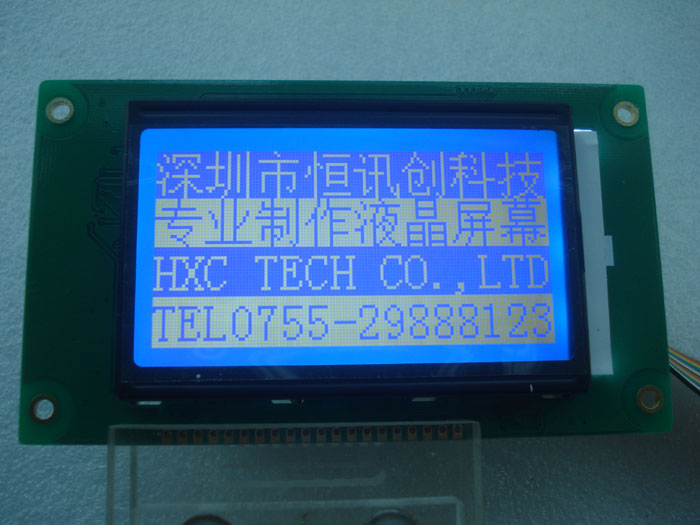 深圳市恒讯创科技
专业制作液晶屏幕
HXC TECH CO.,LTD
TEL0755-29888123